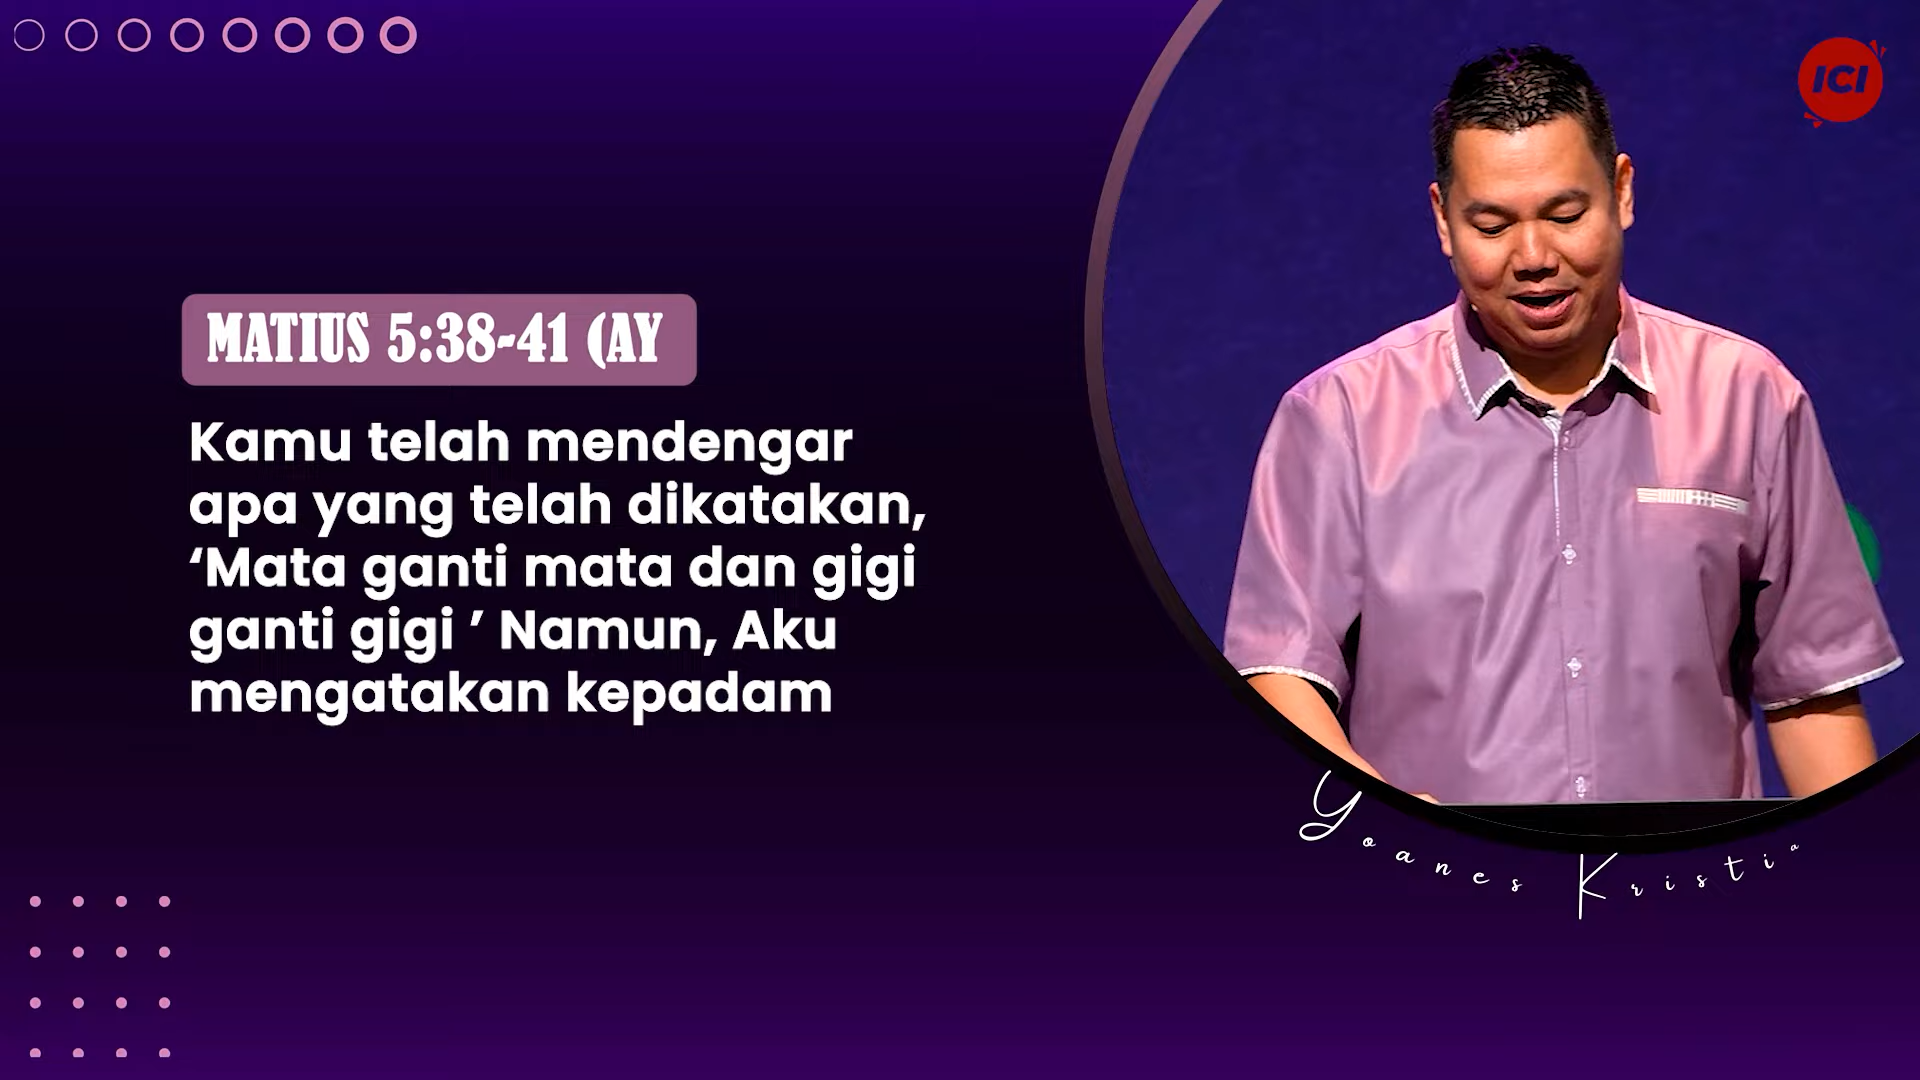 ICI
MATIUS 5:38-41 (AY
Kamu telah mendengar
apa yang telah dikatakan,
‘Mata ganti mata dan gigi
ganti gigi ’ Namun, Aku
mengatakan kepadam
Yoanes Kristia